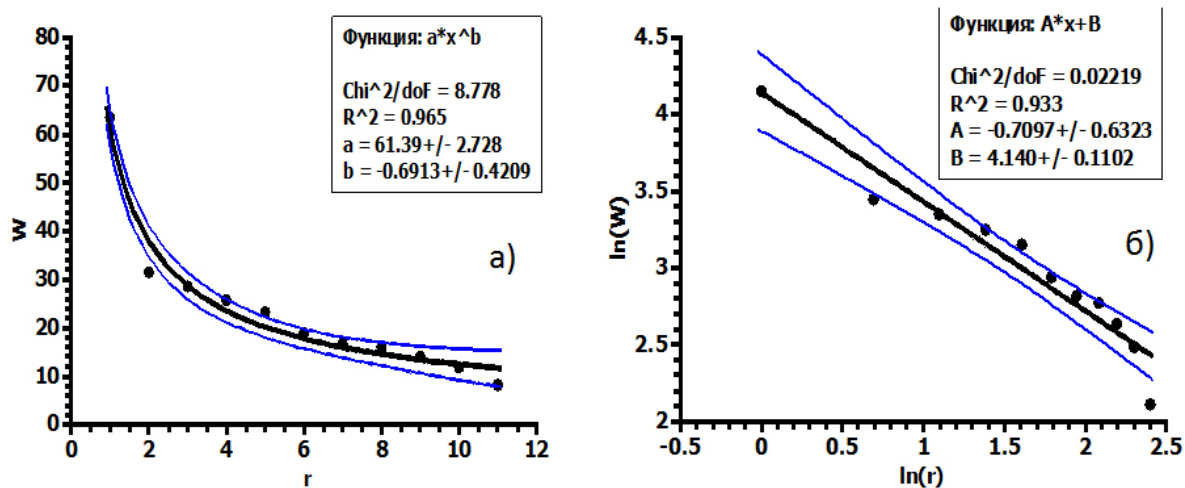 Функция: a*x^b
Chi^2/doF = 8.778
R^2 = 0.965
a = 61.39+/- 2.728
b = -0.6913+/- 0.4209
80
70
60
50
40
30
20
10
0
w
а)
0 2 4 6 8 10 12
r
Функция: A*x+B
Chi^2/doF = 0.02219
R^2 = 0.933
A = -0.7097+/- 0.6323
B = 4.140+/- 0.1102
4.5
4
3.5
3
2.5
2
ln(w)
б)
-0.5 0 0.5 1 1.5 2 2.5
ln(r)